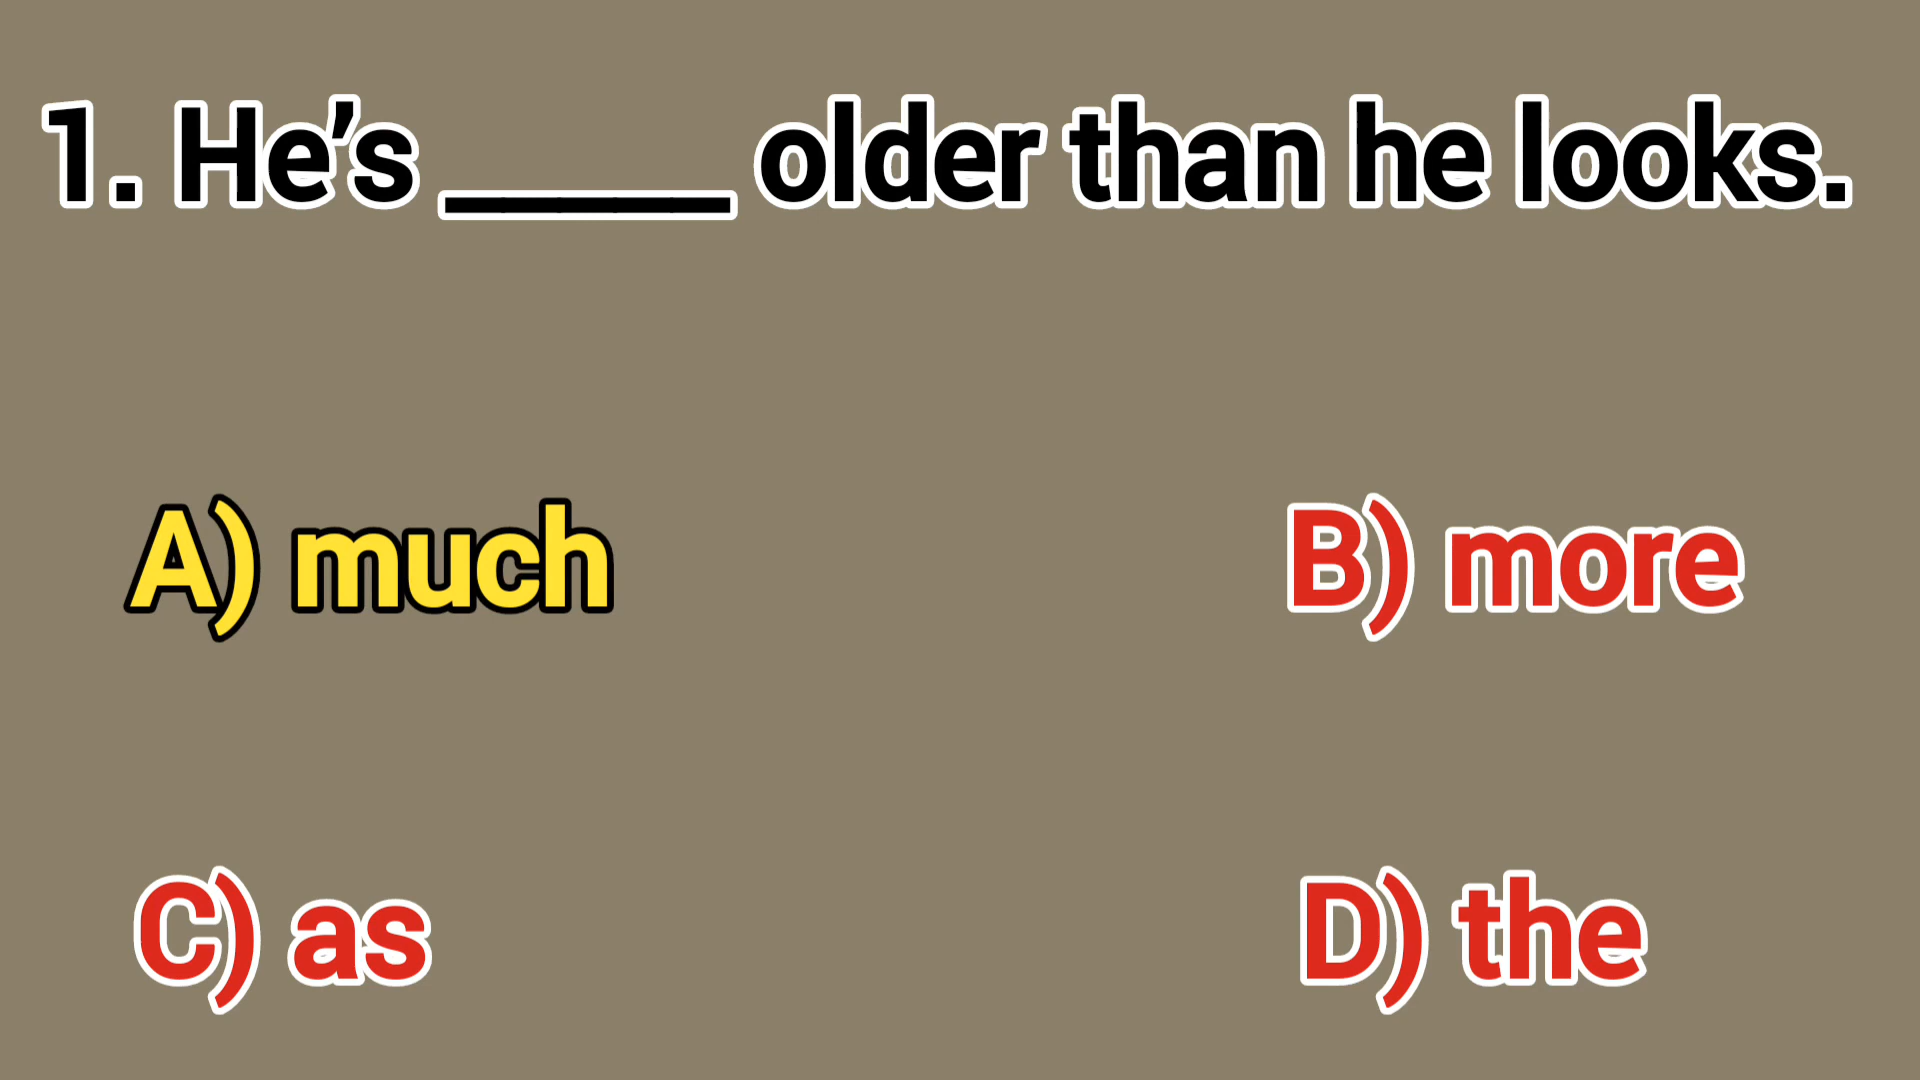 1. He’s _____ older than he looks.
A) much
B) more
C) as
D) the